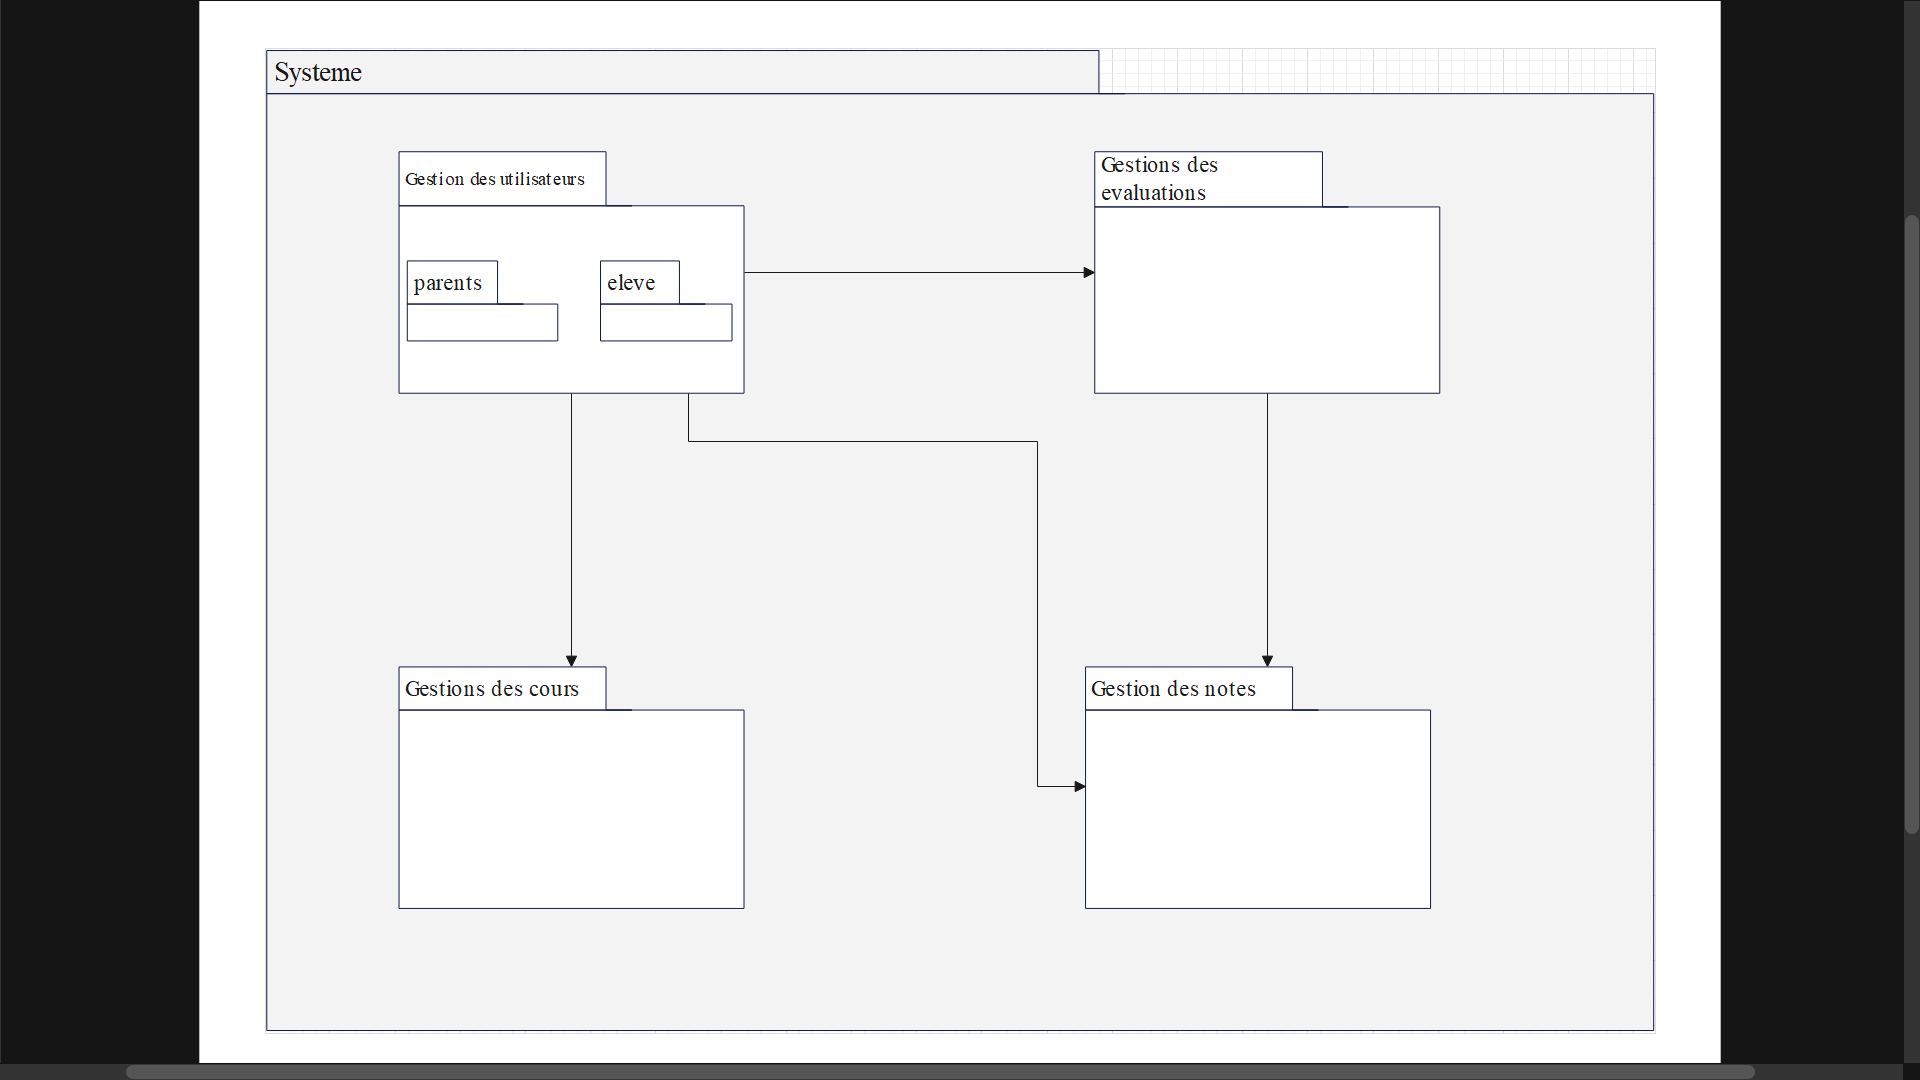 Systeme
Gestion des utilisateurs
Gestions des
evaluations
parents
eleve
Gestions des cours
Gestion des notes